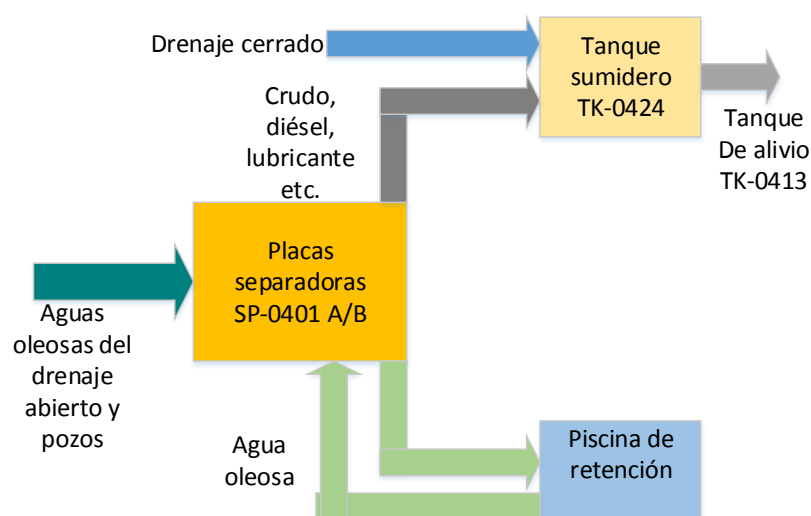 Drenaje cerrado
Tanque
sumidero
TK-0424
Crudo,
diésel,
lubricante
etc.
Tanque
De alivio
TK-0413
Placas
separadoras
SP-0401 A/B
Aguas
oleosas del
drenaje
abierto y
pozos
Agua
oleosa
Piscina de
retención